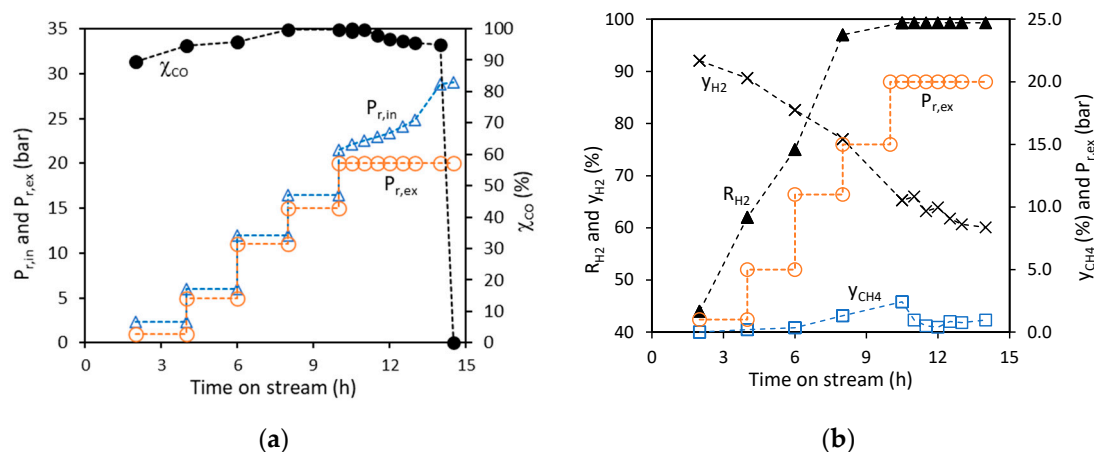 a)
b)
35
30
25
20
15
10
5
0
P_r,in and P_r,ex (bar)
100
90
80
70
60
50
40
30
20
10
0
χ_CO (%)
χ_CO
P_r,in
P_r,ex
0 3 6 9 12 15
Time on stream (h)
(a)
100
90
80
70
60
50
40
R_H2 and y_H2 (%)
25.0
20.0
15.0
10.0
5.0
0.0
y_CH4 (%) and P_r,ex (bar)
y_H2
P_r,ex
R_H2
y_CH4
0 3 6 9 12 15
Time on stream (h)
(b)